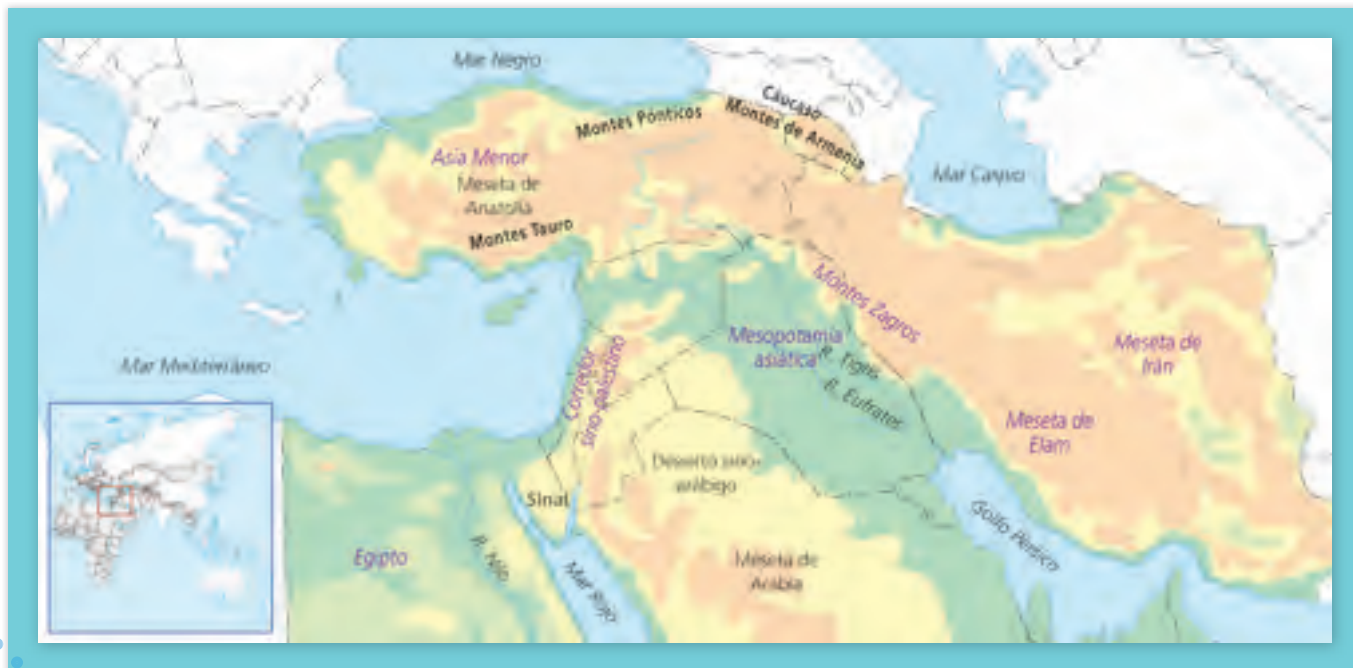 Mar Negro
Cáucaso
Montes Pónticos
Montes de Armenia
Asia Menor
Meseta de
Anatolia
Mar Caspio
Montes Tauro
Montes Zagros
Mesopotamia
asiática
R. Tigris
R. Eufrates
Meseta de
Irán
Mar Mediterráneo
Corredor
sirio-palestino
Meseta de
Elam
Desierto sirio-
arábigo
Sinaí
Golfo Pérsico
Egipto
R. Nilo
Mar Rojo
Meseta de
Arabia